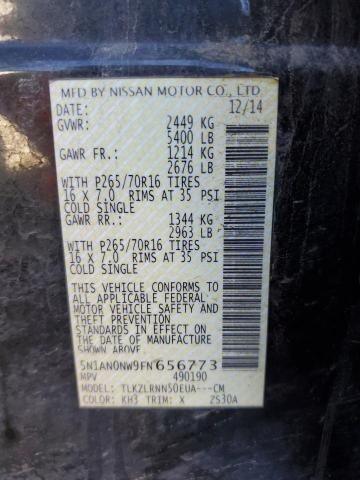 MFD BY NISSAN MOTOR CO., LTD
DATE: 12/14
GVWR: 2449 KG
5400 LB
GAWR FR.: 1214 KG
2676 LB
WITH P265/70R16 TIRES
16 X 7.0 RIMS AT 35 PSI
COLD SINGLE
GAWR RR.: 1344 KG
2963 LB
WITH P265/70R16 TIRES
16 X 7.0 RIMS AT 35 PSI
COLD SINGLE
THIS VEHICLE CONFORMS TO
ALL APPLICABLE FEDERAL
MOTOR VEHICLE SAFETY AND
STANDARDS IN EFFECT ON
THE DATE OF MANUFACTURE
SHOWN ABOVE.
5N1AN0NW9FN656773
MPV 490190
MODEL: TLKZLRNN50EUA---CM
COLOR: KH3 TRIM: X ZS30A